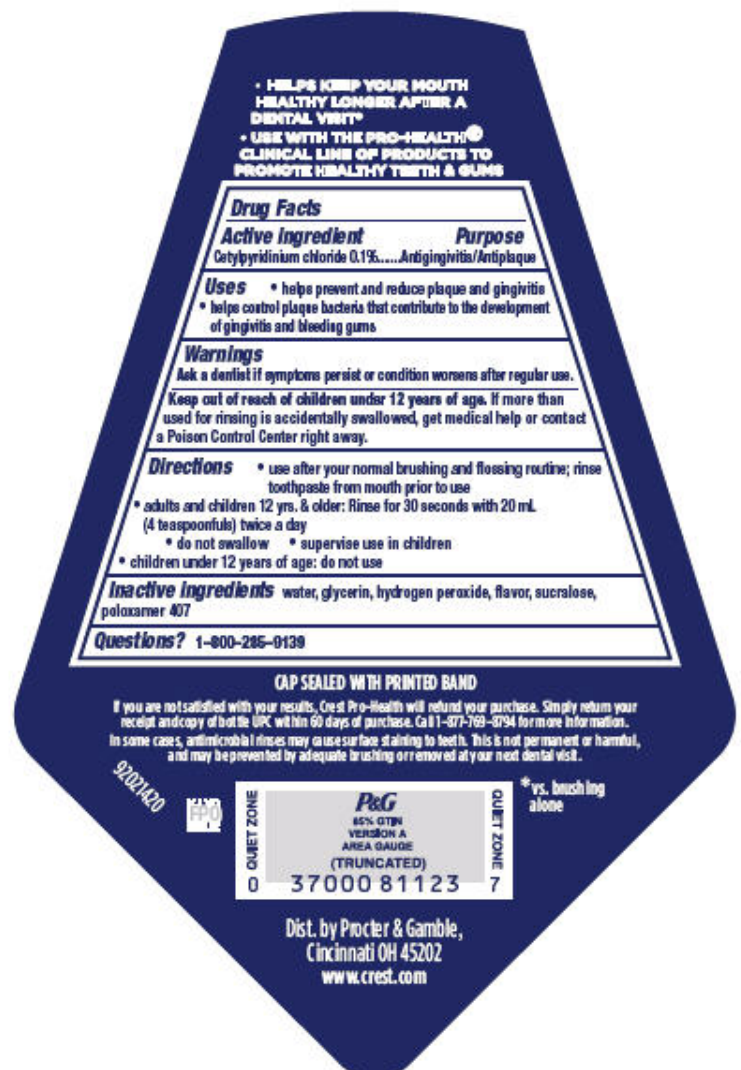 • HELPS KEEP YOUR MOUTH
HEALTHY LONGER AFTER A
DENTAL VISIT*
• USE WITH THE PRO-HEALTH®
CLINICAL LINE OF PRODUCTS TO
PROMOTE HEALTHY TEETH & GUMS
Drug Facts
Active ingredient Purpose
Cetylpyridinium chloride 0.1%......Antigingivitis/Antiplaque
Uses • helps prevent and reduce plaque and gingivitis
• helps control plaque bacteria that contribute to the development
of gingivitis and bleeding gums
Warnings
Ask a dentist if symptoms persist or condition worsens after regular use.
Keep out of reach of children under 12 years of age. If more than
used for rinsing is accidentally swallowed, get medical help or contact
a Poison Control Center right away.
Directions • use after your normal brushing and flossing routine; rinse
toothpaste from mouth prior to use
• adults and children 12 yrs. & older: Rinse for 30 seconds with 20 mL
(4 teaspoonfuls) twice a day
• do not swallow • supervise use in children
• children under 12 years of age: do not use
Inactive ingredients water, glycerin, hydrogen peroxide, flavor, sucralose,
poloxamer 407
Questions? 1-800-285-9139
CAP SEALED WITH PRINTED BAND
If you are not satisfied with your results, Crest Pro-Health will refund your purchase. Simply return your
receipt and copy of bottle UPC within 60 days of purchase. Call 1-877-769-8794 for more information.
In some cases, antimicrobial rinses may cause surface staining to teeth. This is not permanent or harmful,
and may be prevented by adequate brushing or removed at your next dental visit.
92021420
FPO
QUIET ZONE
P&G
85% GTIN
VERSION A
AREA GAUGE
(TRUNCATED)
QUIET ZONE
0 37000 81123 7
*vs. brushing
alone
Dist. by Procter & Gamble,
Cincinnati OH 45202
www.crest.com